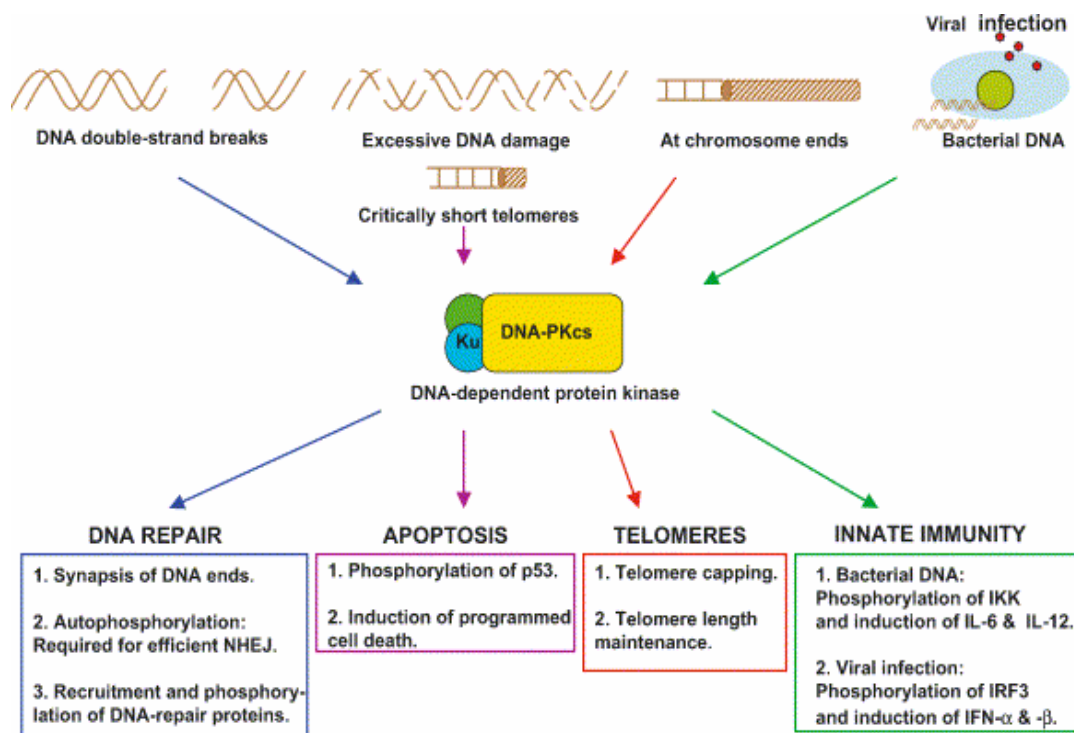 Viral infection
DNA double-strand breaks
Excessive DNA damage
At chromosome ends
Bacterial DNA
Critically short telomeres
Ku
DNA-PKcs
DNA-dependent protein kinase
DNA REPAIR
1. Synapsis of DNA ends.
2. Autophosphorylation:
Required for efficient NHEJ.
3. Recruitment and phosphory-
lation of DNA-repair proteins.
APOPTOSIS
1. Phosphorylation of p53.
2. Induction of programmed
cell death.
TELOMERES
1. Telomere capping.
2. Telomere length
maintenance.
INNATE IMMUNITY
1. Bacterial DNA:
Phosphorylation of IKK
and induction of IL-6 & IL-12.
2. Viral infection:
Phosphorylation of IRF3
and induction of IFN-α & -β.